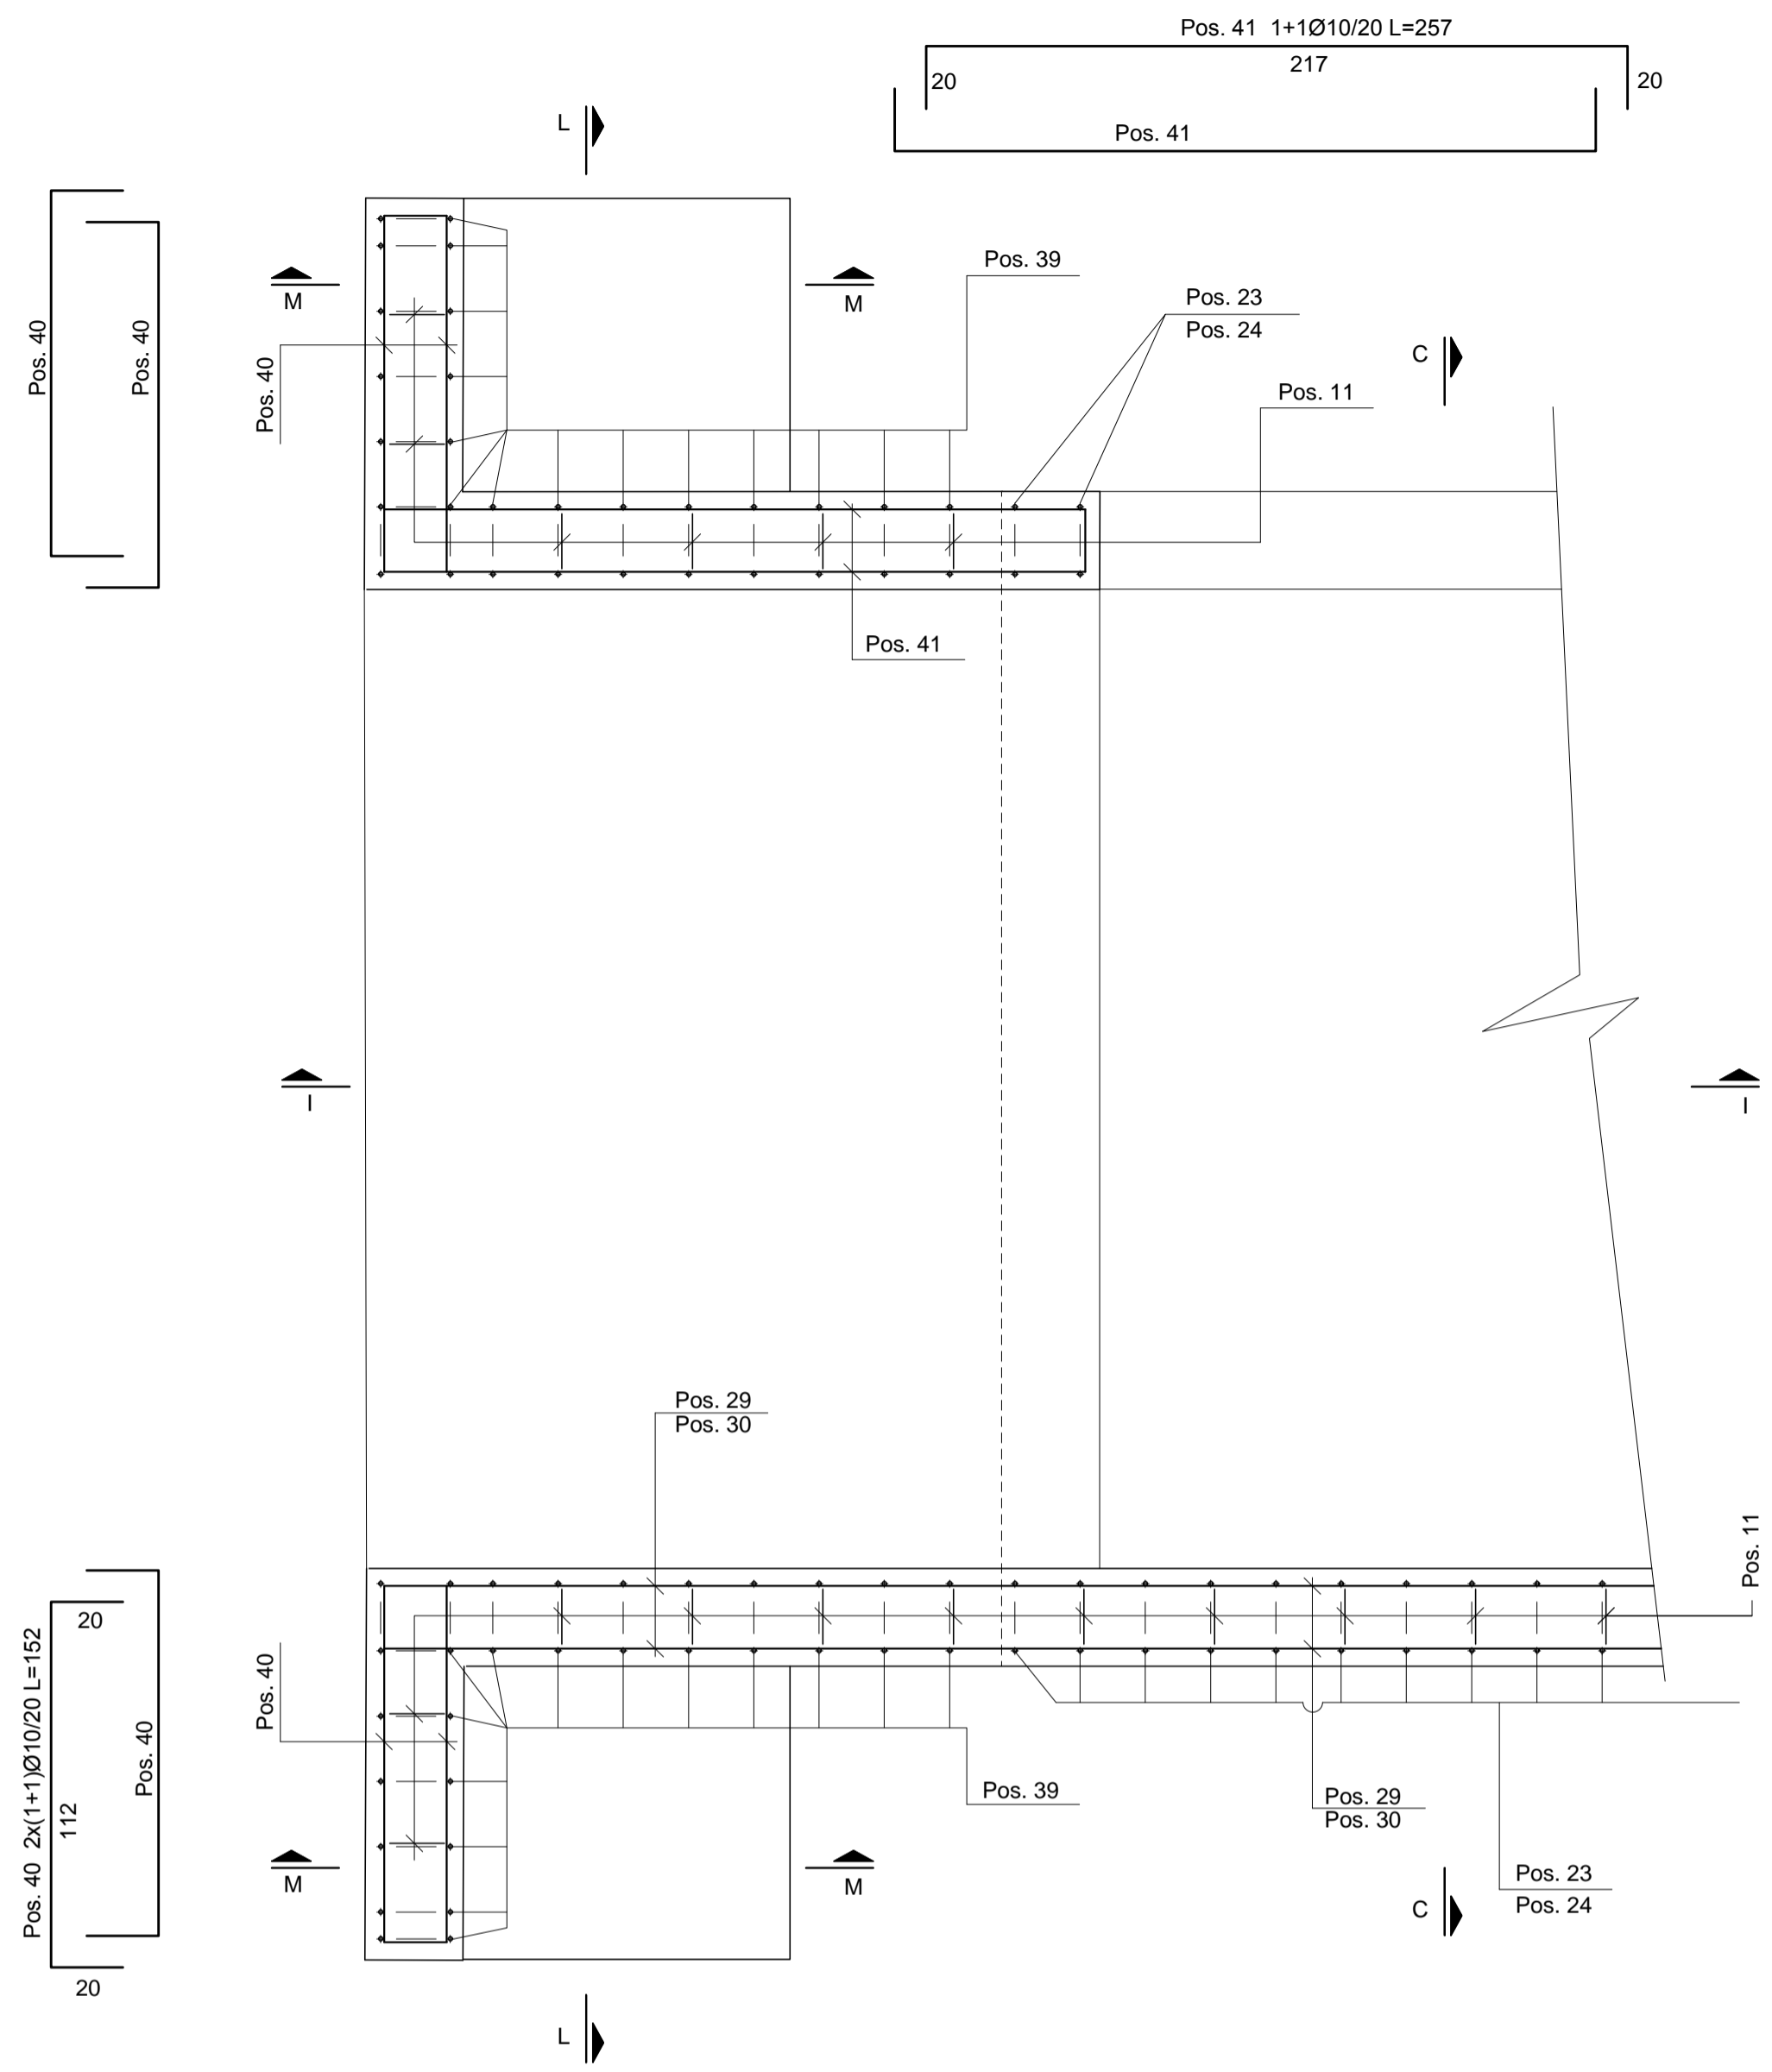 Pos. 41 1+1Ø10/20 L=257
217
20
20
Pos. 41
L
Pos. 40
Pos. 40
M
M
Pos. 39
Pos. 23
Pos. 24
C
Pos. 40
Pos. 11
Pos. 41
I
I
Pos. 29
Pos. 30
Pos. 11
Pos. 40 2x(1+1)Ø10/20 L=152
20
112
Pos. 40
20
Pos. 40
Pos. 39
Pos. 29
Pos. 30
M
M
Pos. 23
Pos. 24
C
L